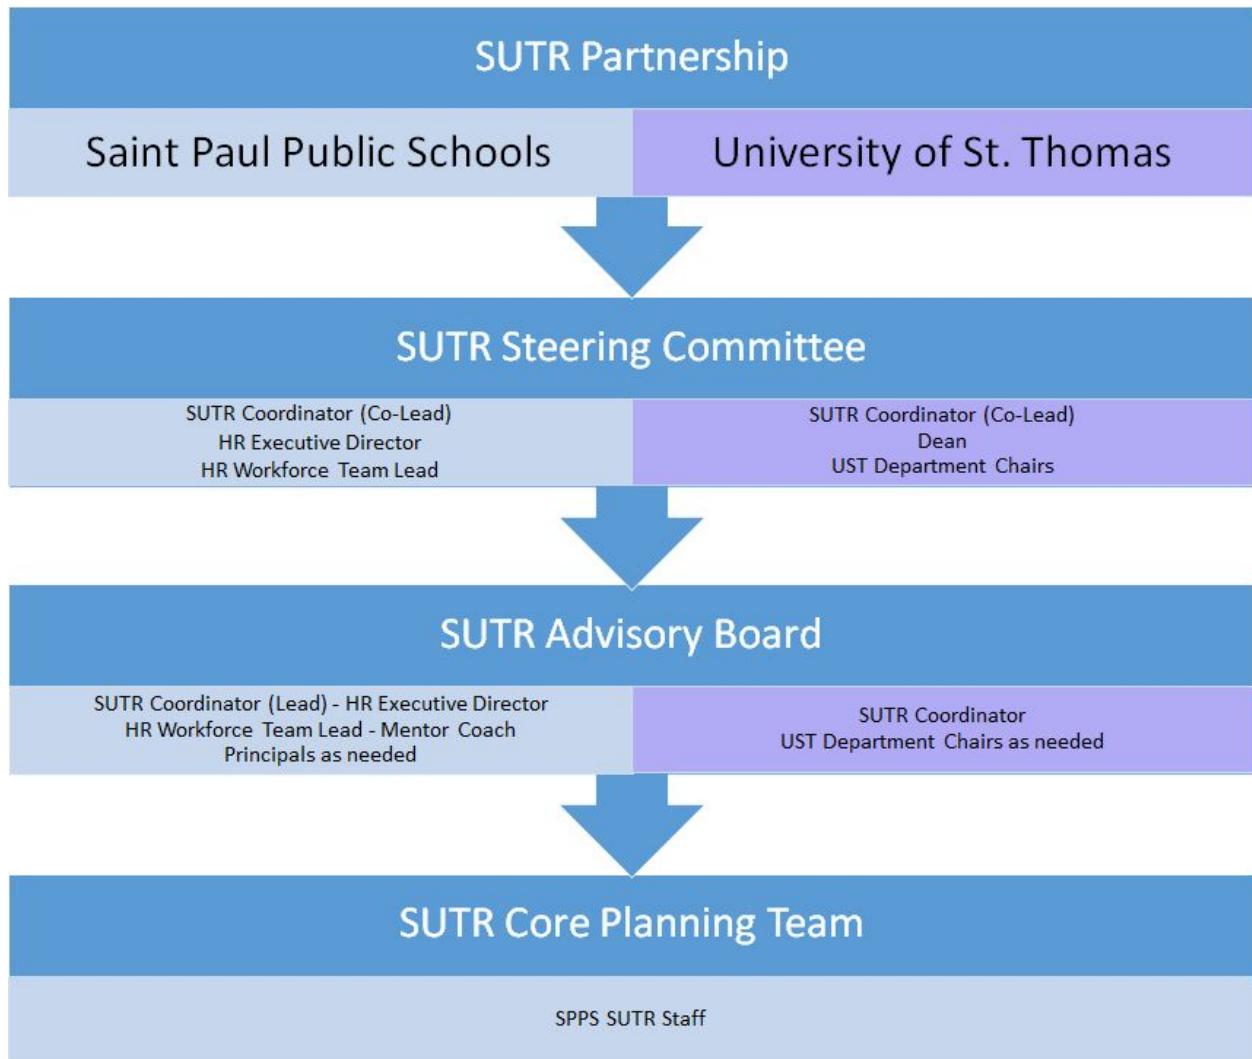 SUTR Partnership
Saint Paul Public Schools
University of St. Thomas
SUTR Steering Committee
SUTR Coordinator (Co-Lead)
HR Executive Director
HR Workforce Team Lead
SUTR Coordinator (Co-Lead)
Dean
UST Department Chairs
SUTR Advisory Board
SUTR Coordinator (Lead) - HR Executive Director
HR Workforce Team Lead - Mentor Coach
Principals as needed
SUTR Coordinator
UST Department Chairs as needed
SUTR Core Planning Team
SPPS SUTR Staff